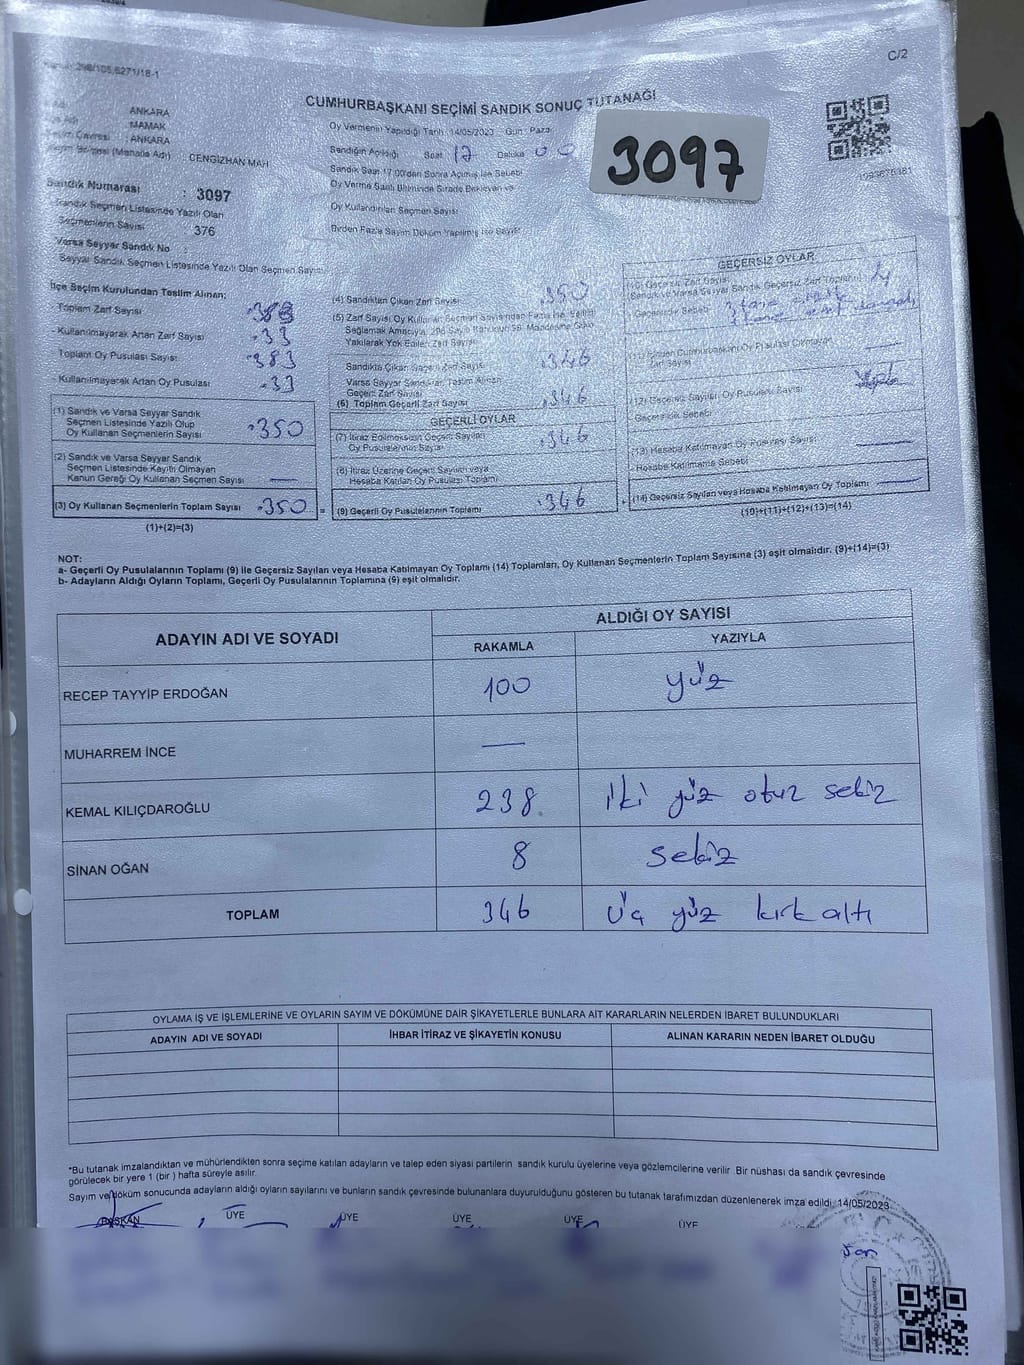 298/105,6271/18-1
C/2
CUMHURBAŞKANI SEÇİMİ SANDIK SONUÇ TUTANAĞI
ANKARA
MAMAK
ANKARA
(Mahalle Adı) : CENGİZHAN MAH
Sandık Numarası : 3097
Sandık Seçmen Listesinde Yazılı Olan
Seçmenlerin Sayısı : 376
Varsa Seyyar Sandık No :
Seyyar Sandık Seçmen Listesinde Yazılı Olan Seçmen Sayısı
Oy Vermenin Yapıldığı Tarih : 14/05/2023 Gün : Pazar
Sandığın Açıldığı Saat 17 Dakika 00
Sandık Saat 17.00'den Sonra Açılmış İse Sebebi
Oy Verme Saati Bitiminde Sırada Bekleyen ve
Oy Kullandırılan Seçmen Sayısı
Birden Fazla Sayım Döküm Yapılmış İse Sayısı
3097
1093675381
İlçe Seçim Kurulundan Teslim Alınan:
Toplam Zarf Sayısı
- Kullanılmayarak Artan Zarf Sayısı 33
Toplam Oy Pusulası Sayısı 383
- Kullanılmayarak Artan Oy Pusulası 33
(1) Sandık ve Varsa Seyyar Sandık
Seçmen Listesinde Yazılı Olup
Oy Kullanan Seçmenlerin Sayısı 350
(2) Sandık ve Varsa Seyyar Sandık
Seçmen Listesinde Kayıtlı Olmayan
Kanun Gereği Oy Kullanan Seçmen Sayısı —
(3) Oy Kullanan Seçmenlerin Toplam Sayısı 350 =
(1)+(2)=(3)
(4) Sandıktan Çıkan Zarf Sayısı 350
(5) Zarf Sayısı Oy Kullanan Seçmen Sayısından Fazla İse, Eşitliği
Sağlamak Amacıyla, 298 Sayılı Kanunun 98. Maddesine Göre
Yakılarak Yok Edilen Zarf Sayısı
Sandıkta Çıkan Geçerli Zarf Sayısı 346
Varsa Seyyar Sandıktan Teslim Alınan
Geçerli Zarf Sayısı
(6) Toplam Geçerli Zarf Sayısı 346
GEÇERLİ OYLAR
(7) İtiraz Edilmeksizin Geçerli Sayılan
Oy Pusulalarının Sayısı 346
(8) İtiraz Üzerine Geçerli Sayılan veya
Hesaba Katılan Oy Pusulası Toplamı
(9) Geçerli Oy Pusulalarının Toplamı 346 +
GEÇERSİZ OYLAR
(10) Geçersiz Zarf Sayısı
(Sandık ve Varsa Seyyar Sandık Geçersiz Zarf Toplamı) 4
- Geçersizlik Sebebi
Zarf Sayısı —
(12) Geçersiz Sayılan Oy Pusulası Sayısı
Geçersizlik Sebebi
(13) Hesaba Katılmayan Oy Pusulası Sayısı —
- Hesaba Katılmama Sebebi
(14) Geçersiz Sayılan veya Hesaba Katılmayan Oy Toplamı —
(10)+(11)+(12)+(13)=(14)
NOT:
a- Geçerli Oy Pusulalarının Toplamı (9) ile Geçersiz Sayılan veya Hesaba Katılmayan Oy Toplamı (14) Toplamları, Oy Kullanan Seçmenlerin Toplam Sayısına (3) eşit olmalıdır. (9)+(14)=(3)
b- Adayların Aldığı Oyların Toplamı, Geçerli Oy Pusulalarının Toplamına (9) eşit olmalıdır.
ADAYIN ADI VE SOYADI
ALDIĞI OY SAYISI
RAKAMLA YAZIYLA
RECEP TAYYİP ERDOĞAN 100 yüz
MUHARREM İNCE —
KEMAL KILIÇDAROĞLU 238 iki yüz otuz sekiz
SİNAN OĞAN 8 sekiz
TOPLAM 346 üç yüz kırk altı
OYLAMA İŞ VE İŞLEMLERİNE VE OYLARIN SAYIM VE DÖKÜMÜNE DAİR ŞİKAYETLERLE BUNLARA AİT KARARLARIN NELERDEN İBARET BULUNDUKLARI
ADAYIN ADI VE SOYADI İHBAR İTİRAZ VE ŞİKAYETİN KONUSU ALINAN KARARIN NEDEN İBARET OLDUĞU
*Bu tutanak imzalandıktan ve mühürlendikten sonra seçime katılan adayların ve talep eden siyasi partilerin sandık kurulu üyelerine veya gözlemcilerine verilir. Bir nüshası da sandık çevresinde
görülecek bir yere 1 (bir ) hafta süreyle asılır.
Sayım ve döküm sonucunda adayların aldığı oyların sayılarını ve bunların sandık çevresinde bulunanlara duyurulduğunu gösteren bu tutanak tarafımızdan düzenlenerek imza edildi. 14/05/2023
BAŞKAN ÜYE ÜYE ÜYE ÜYE ÜYE